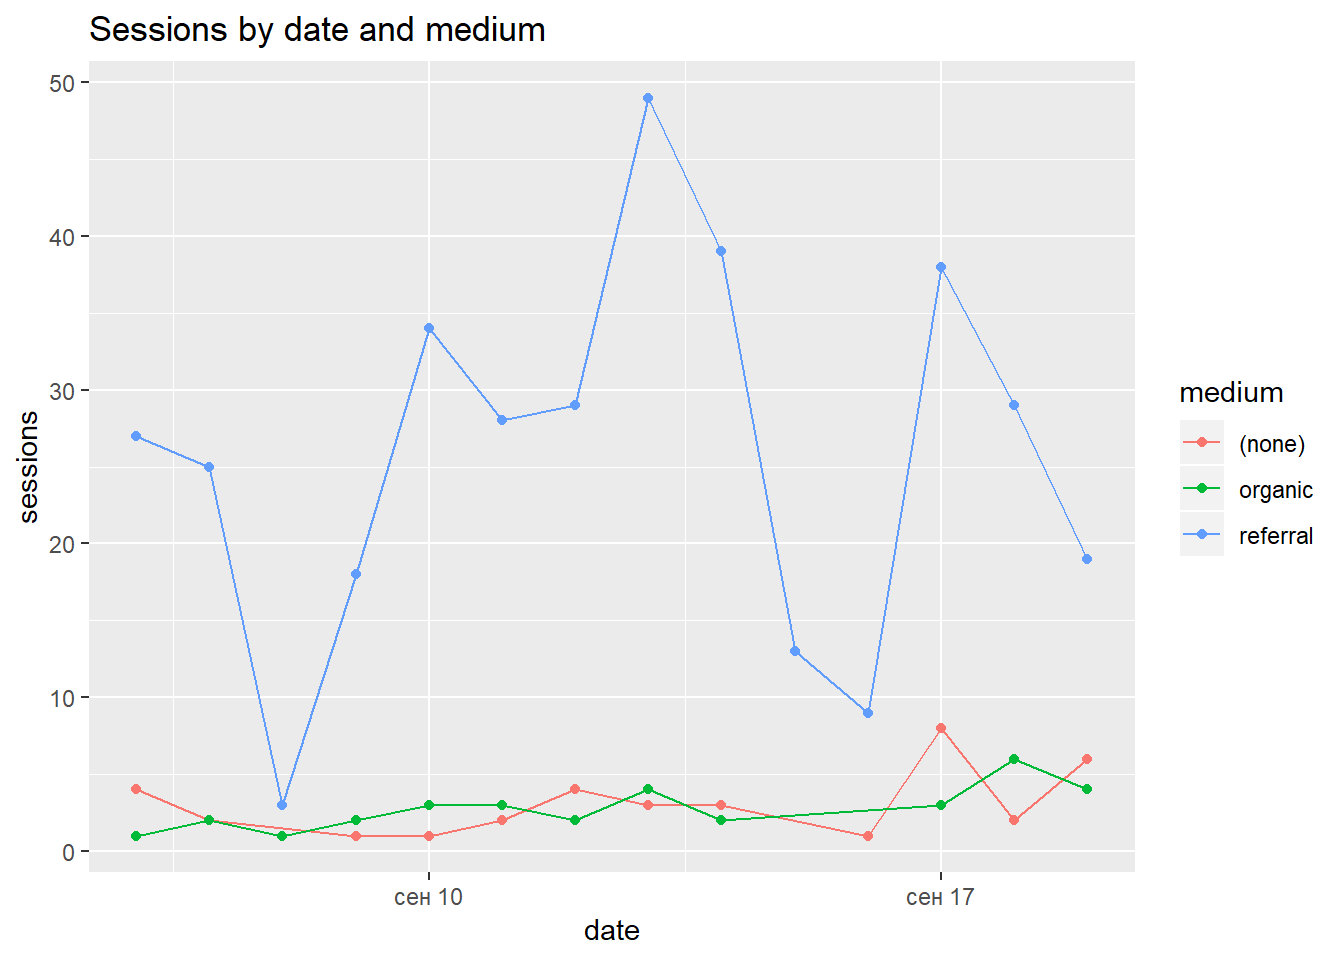 Sessions by date and medium
50
40
30
20
10
0
sessions
сен 10
сен 17
date
medium
(none)
organic
referral